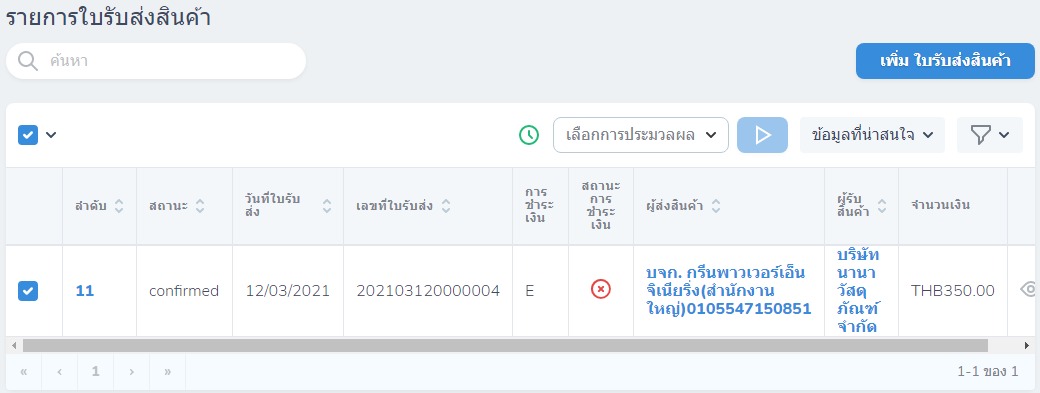 รายการใบรับส่งสินค้า
ค้นหา
เพิ่ม ใบรับส่งสินค้า
เลือกการประมวลผล
ข้อมูลที่น่าสนใจ
ลำดับ
สถานะ
วันที่ใบรับ
ส่ง
เลขที่ใบรับส่ง
การ
ชำระ
เงิน
สถานะ
การ
ชำระ
เงิน
ผู้ส่งสินค้า
ผู้รับ
สินค้า
จำนวนเงิน
11
confirmed
12/03/2021
202103120000004
E
บจก. กรีนพาวเวอร์เอ็น
จิเนียริ่ง(สำนักงาน
ใหญ่)0105547150851
บริษัท
นานา
วัสดุ
ภัณฑ์
จำกัด
THB350.00
« ‹ 1 › »
1-1 ของ 1